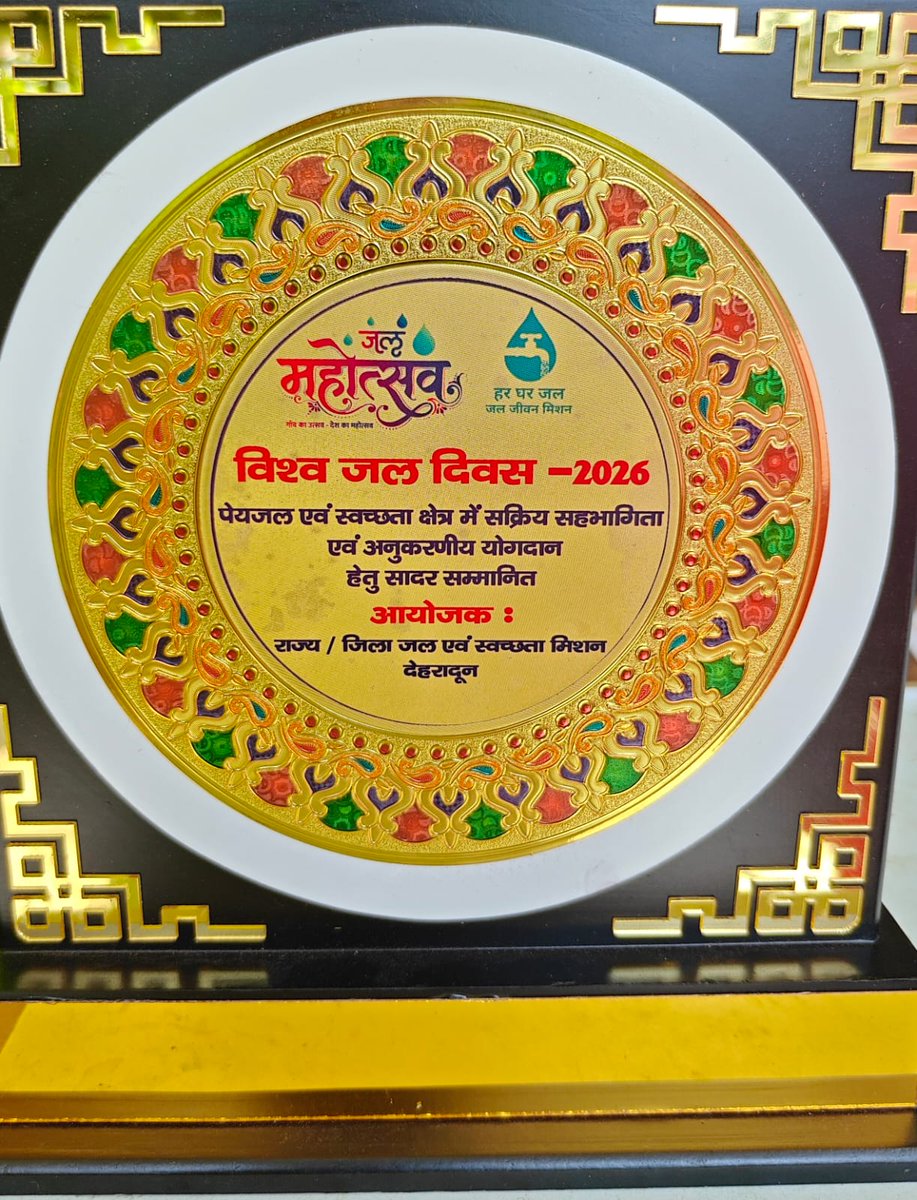 जल
महोत्सव
गाँव का उत्सव - देश का महोत्सव
हर घर जल
जल जीवन मिशन
विश्व जल दिवस –2026
पेयजल एवं स्वच्छता क्षेत्र में सक्रिय सहभागिता
एवं अनुकरणीय योगदान
हेतु सादर सम्मानित
आयोजक :
राज्य / जिला जल एवं स्वच्छता मिशन
देहरादून